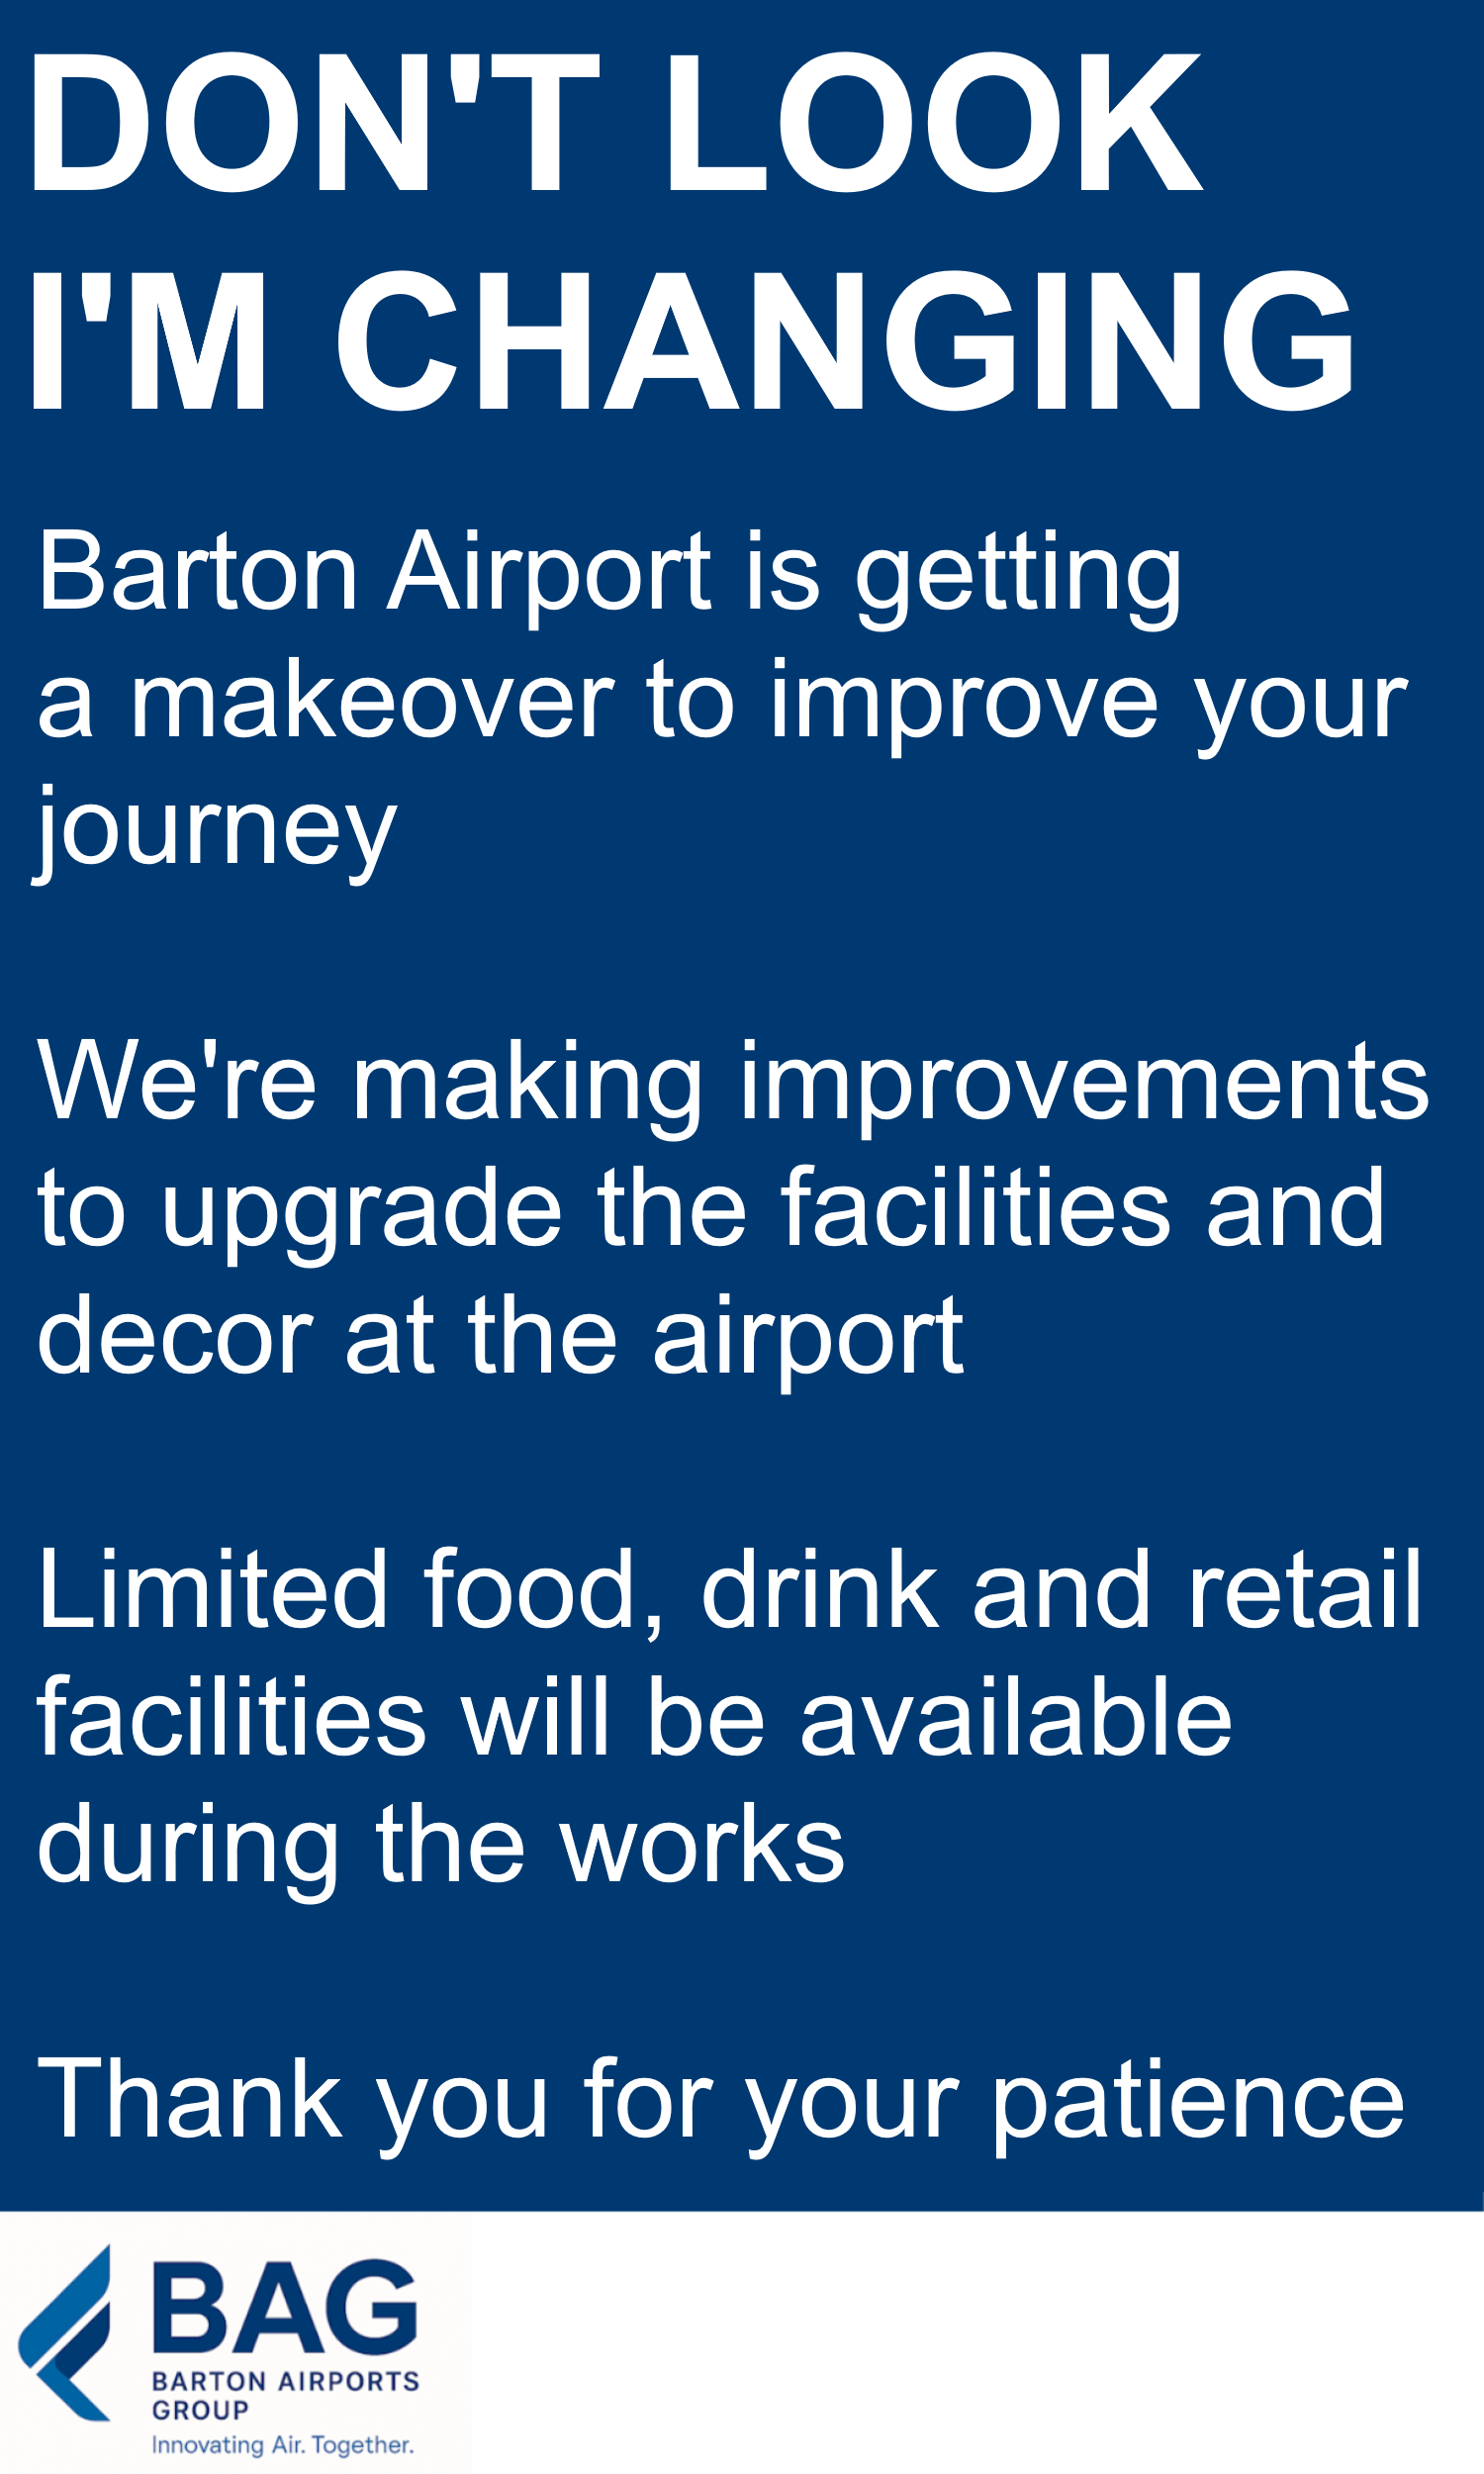 DON'T LOOK
I'M CHANGING
Barton Airport is getting
a makeover to improve your
journey
We're making improvements
to upgrade the facilities and
decor at the airport
Limited food, drink and retail
facilities will be available
during the works
Thank you for your patience
BAG
BARTON AIRPORTS
GROUP
Innovating Air. Together.